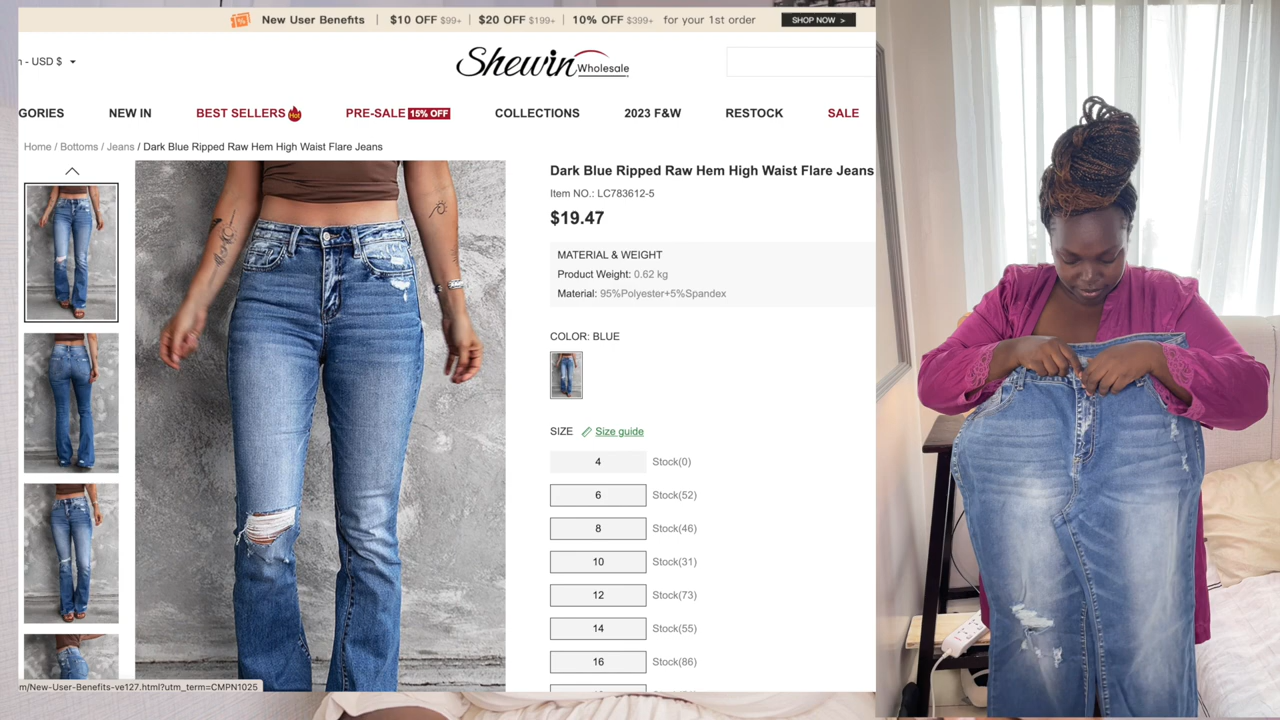 New User Benefits | $10 OFF $99+ | $20 OFF $199+ | 10% OFF $399+ for your 1st order SHOP NOW >
- USD $
Shewin Wholesale
GORIES NEW IN BEST SELLERS Hot PRE-SALE 15% OFF COLLECTIONS 2023 F&W RESTOCK SALE
Home / Bottoms / Jeans / Dark Blue Ripped Raw Hem High Waist Flare Jeans
Dark Blue Ripped Raw Hem High Waist Flare Jeans
Item NO.: LC783612-5
$19.47
MATERIAL & WEIGHT
Product Weight: 0.62 kg
Material: 95%Polyester+5%Spandex
COLOR: BLUE
SIZE Size guide
4 Stock(0)
6 Stock(52)
8 Stock(46)
10 Stock(31)
12 Stock(73)
14 Stock(55)
16 Stock(86)
m/New-User-Benefits-ve127.html?utm_term=CMPN1025